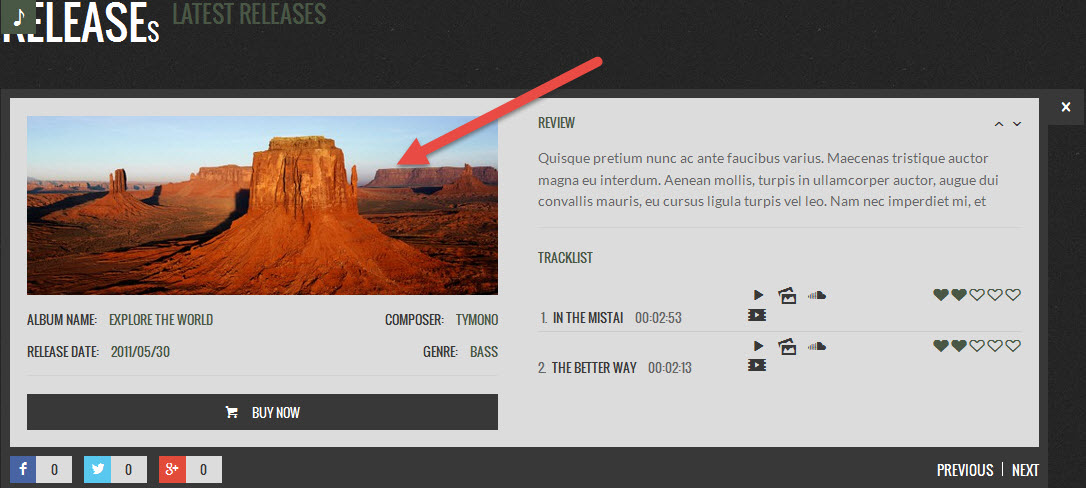 RELEASEs LATEST RELEASES
REVIEW
Quisque pretium nunc ac ante faucibus varius. Maecenas tristique auctor
magna eu interdum. Aenean mollis, turpis in ullamcorper auctor, augue dui
convallis mauris, eu cursus ligula turpis vel leo. Nam nec imperdiet mi, et
ALBUM NAME: EXPLORE THE WORLD COMPOSER: TYMONO
RELEASE DATE: 2011/05/30 GENRE: BASS
BUY NOW
TRACKLIST
1. IN THE MISTAI 00:02:53
2. THE BETTER WAY 00:02:13
f 0 0 g+ 0
PREVIOUS | NEXT